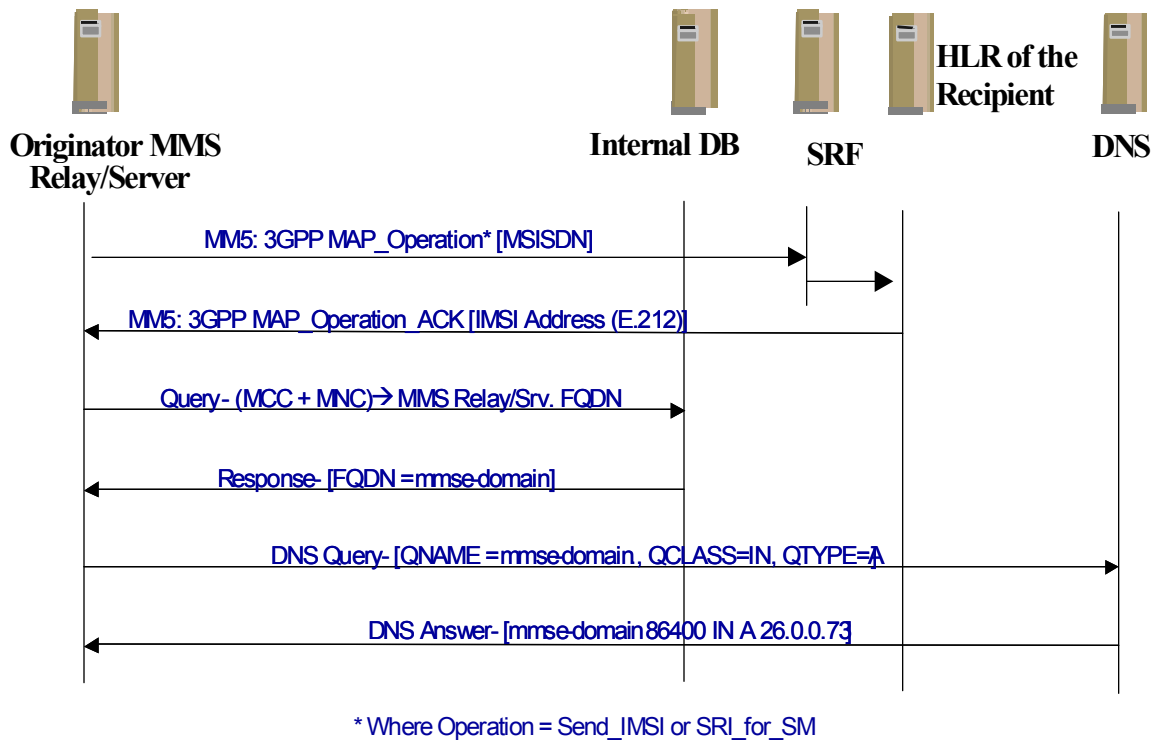 HLR of the
Recipient
Originator MMS
Relay/Server
Internal DB
SRF
DNS
MM5: 3GPP MAP_Operation* [MSISDN]
MM5: 3GPP MAP_Operation_ACK [IMSI Address (E.212)]
Query- (MCC + MNC)→ MMS Relay/Srv. FQDN
Response- [FQDN =mmse-domain]
DNS Query- [QNAME =mmse-domain, QCLASS=IN, QTYPE=A]
DNS Answer- [mmse-domain 86400 IN A 26.0.0.73]
* Where Operation = Send_IMSI or SRI_for_SM